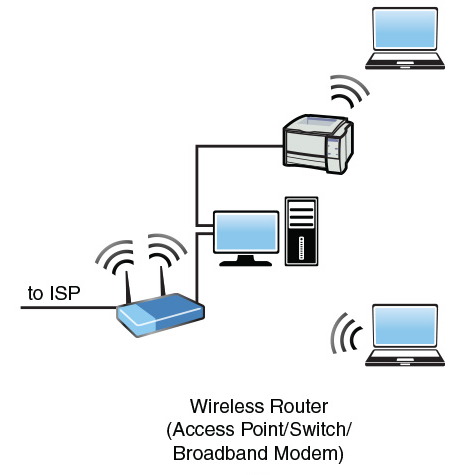 to ISP
Wireless Router
(Access Point/Switch/
Broadband Modem)